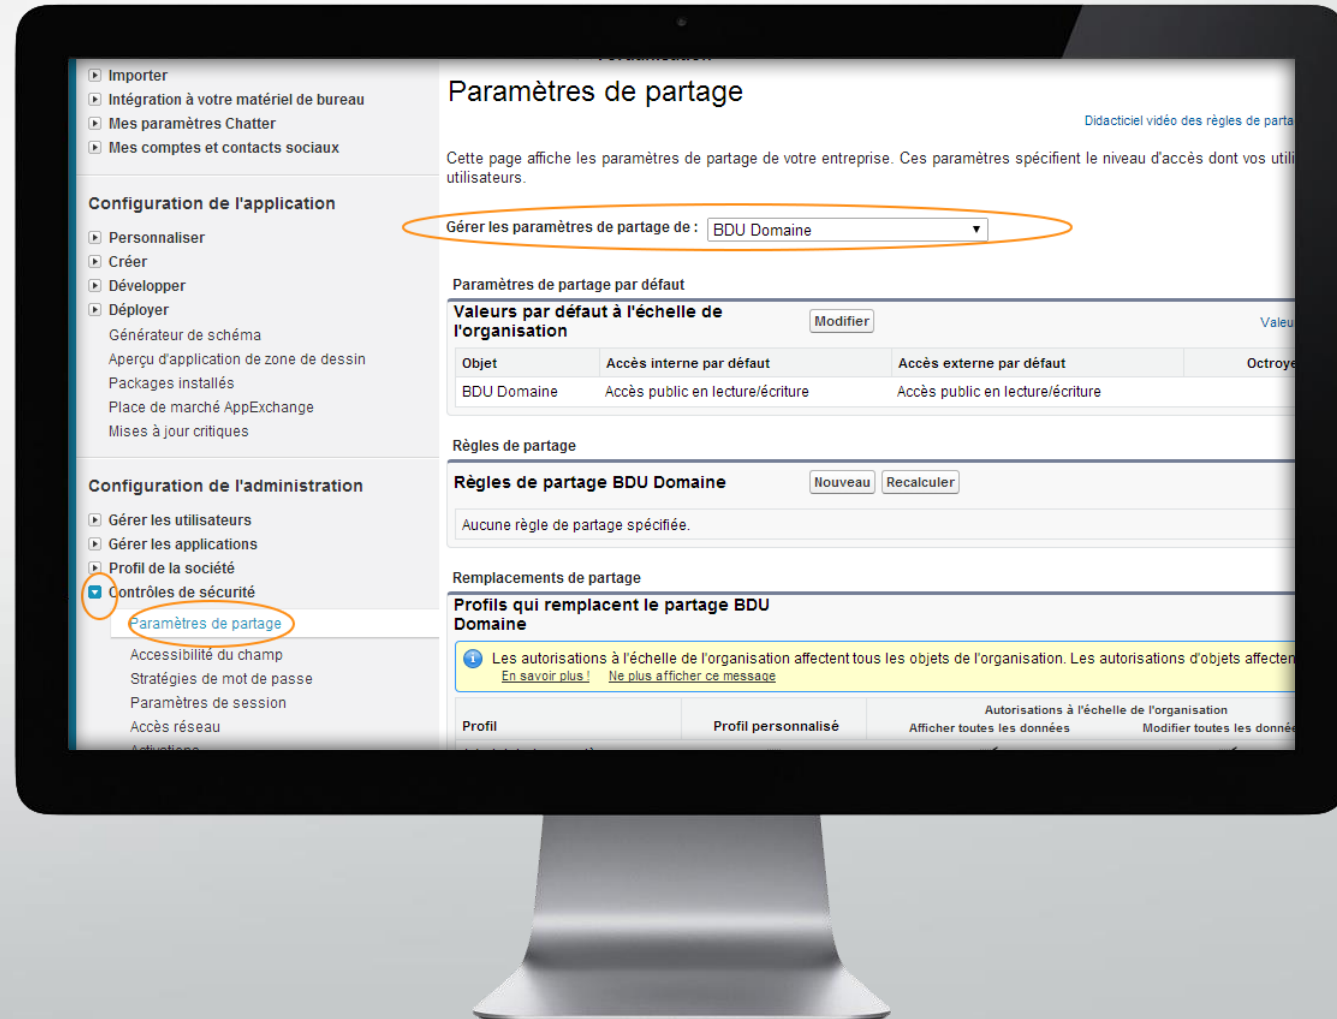 Importer
Intégration à votre matériel de bureau
Mes paramètres Chatter
Mes comptes et contacts sociaux
Configuration de l'application
Personnaliser
Créer
Développer
Déployer
Générateur de schéma
Aperçu d'application de zone de dessin
Packages installés
Place de marché AppExchange
Mises à jour critiques
Configuration de l'administration
Gérer les utilisateurs
Gérer les applications
Profil de la société
Contrôles de sécurité
Paramètres de partage
Accessibilité du champ
Stratégies de mot de passe
Paramètres de session
Accès réseau
Paramètres de partage
Didacticiel vidéo des règles de parta
Cette page affiche les paramètres de partage de votre entreprise. Ces paramètres spécifient le niveau d'accès dont vos utili
utilisateurs.
Gérer les paramètres de partage de : BDU Domaine
Paramètres de partage par défaut
Valeurs par défaut à l'échelle de
l'organisation
Modifier
Valeu
Objet Accès interne par défaut Accès externe par défaut Octroye
BDU Domaine Accès public en lecture/écriture Accès public en lecture/écriture
Règles de partage
Règles de partage BDU Domaine Nouveau Recalculer
Aucune règle de partage spécifiée.
Remplacements de partage
Profils qui remplacent le partage BDU
Domaine
Les autorisations à l'échelle de l'organisation affectent tous les objets de l'organisation. Les autorisations d'objets affecten
En savoir plus ! Ne plus afficher ce message
Autorisations à l'échelle de l'organisation
Profil Profil personnalisé Afficher toutes les données Modifier toutes les donnée